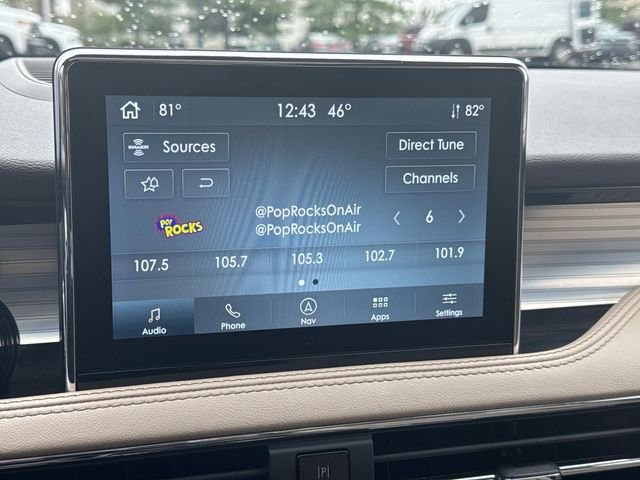 81° 12:43 46° 82°
SiriusXM Sources Direct Tune
Channels
POP ROCKS @PopRocksOnAir 6
@PopRocksOnAir
107.5 105.7 105.3 102.7 101.9
Audio Phone Nav Apps Settings
P